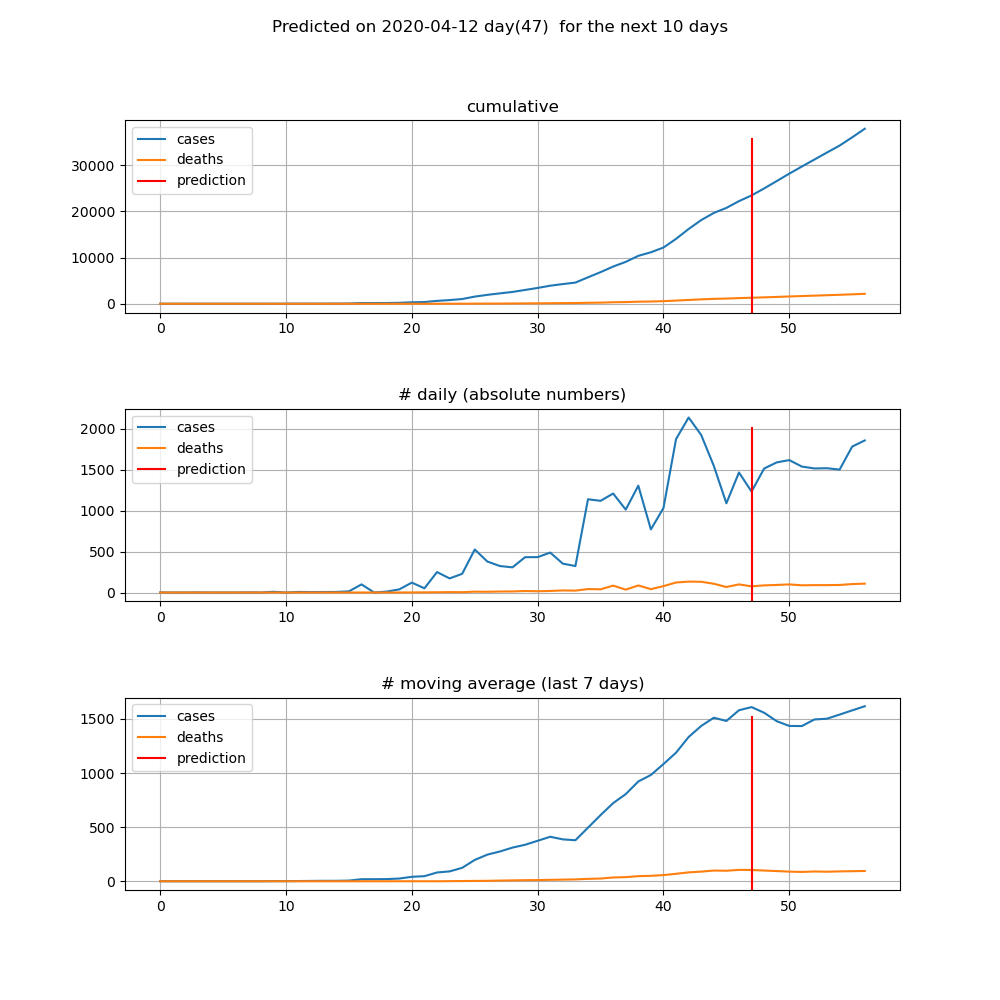 Predicted on 2020-04-12 day(47)  for the next 10 days
cumulative
cases
deaths
prediction
30000
20000
10000
0
0 10 20 30 40 50
# daily (absolute numbers)
cases
deaths
prediction
2000
1500
1000
500
0
0 10 20 30 40 50
# moving average (last 7 days)
cases
deaths
prediction
1500
1000
500
0
0 10 20 30 40 50